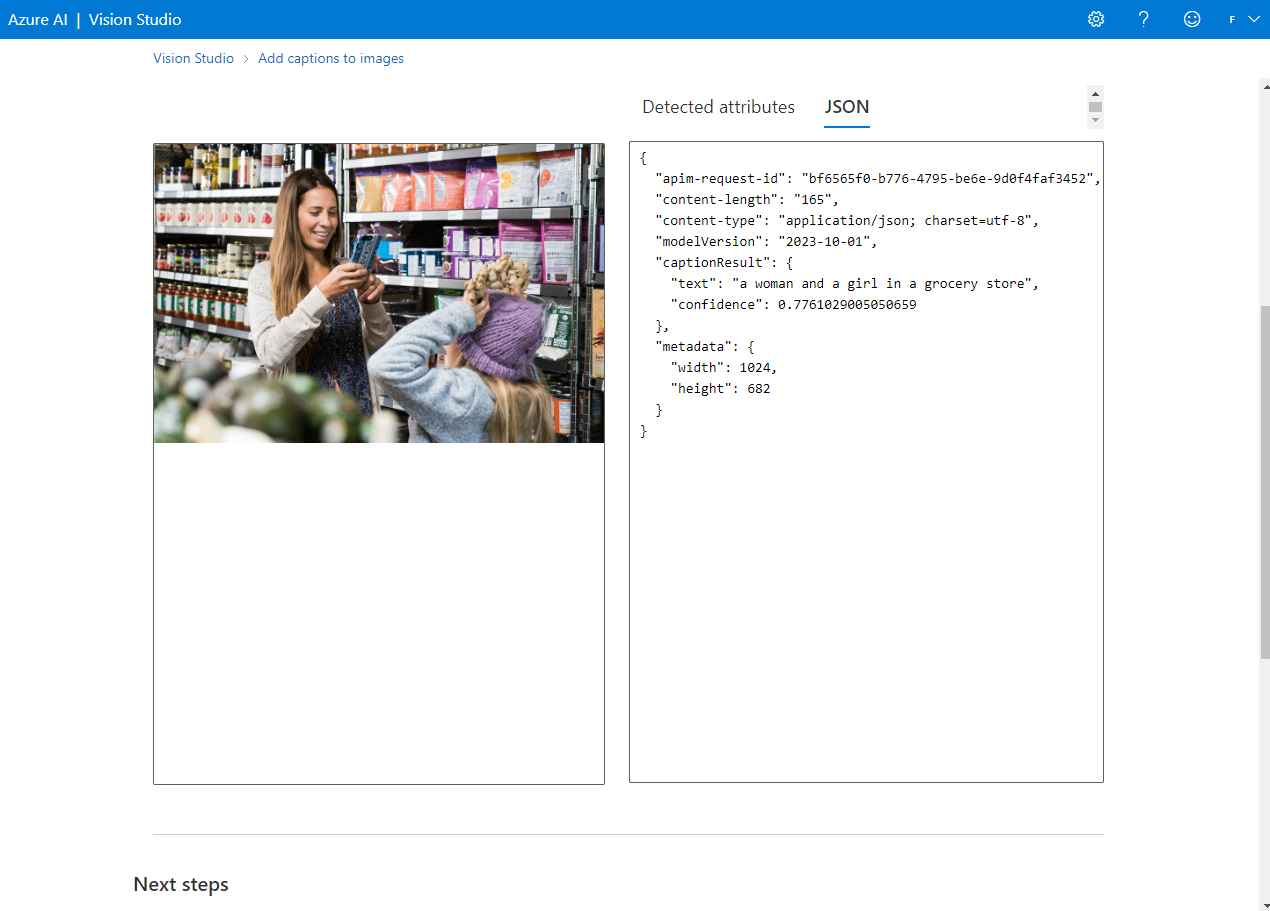 Azure AI | Vision Studio
F
Vision Studio > Add captions to images
Detected attributes JSON
{
"apim-request-id": "bf6565f0-b776-4795-be6e-9d0f4faf3452",
"content-length": "165",
"content-type": "application/json; charset=utf-8",
"modelVersion": "2023-10-01",
"captionResult": {
"text": "a woman and a girl in a grocery store",
"confidence": 0.7761029005050659
},
"metadata": {
"width": 1024,
"height": 682
}
}
Next steps